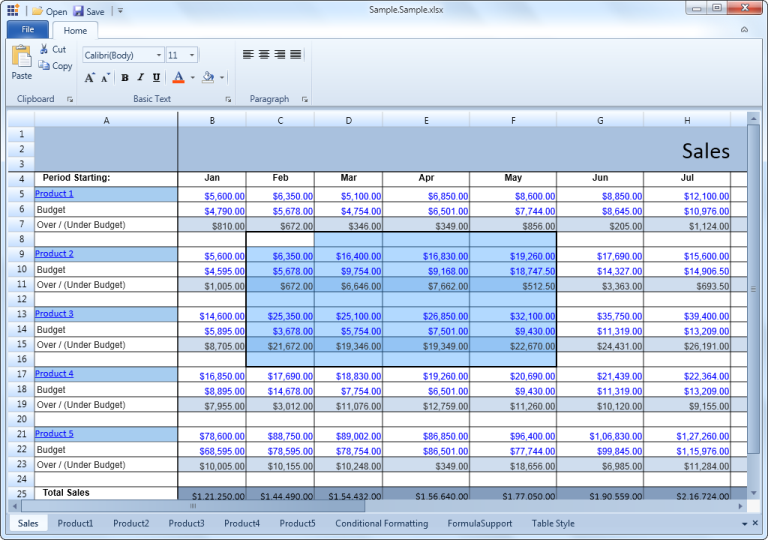 Open Save Sample.Sample.xlsx
File Home
Paste Cut Copy Calibri(Body) 11
A A B I U A
Clipboard Basic Text Paragraph
A B C D E F G H
1
2 Sales
3
4 Period Starting: Jan Feb Mar Apr May Jun Jul
5 Product 1 $5,600.00 $6,350.00 $5,100.00 $6,850.00 $8,600.00 $8,850.00 $12,100.00
6 Budget $4,790.00 $5,678.00 $4,754.00 $6,501.00 $7,744.00 $8,645.00 $10,976.00
7 Over / (Under Budget) $810.00 $672.00 $346.00 $349.00 $856.00 $205.00 $1,124.00
8
9 Product 2 $5,600.00 $6,350.00 $16,400.00 $16,830.00 $19,260.00 $17,690.00 $15,600.00
10 Budget $4,595.00 $5,678.00 $9,754.00 $9,168.00 $18,747.50 $14,327.00 $14,906.50
11 Over / (Under Budget) $1,005.00 $672.00 $6,646.00 $7,662.00 $512.50 $3,363.00 $693.50
12
13 Product 3 $14,600.00 $25,350.00 $25,100.00 $26,850.00 $32,100.00 $35,750.00 $39,400.00
14 Budget $5,895.00 $3,678.00 $5,754.00 $7,501.00 $9,430.00 $11,319.00 $13,209.00
15 Over / (Under Budget) $8,705.00 $21,672.00 $19,346.00 $19,349.00 $22,670.00 $24,431.00 $26,191.00
16
17 Product 4 $16,850.00 $17,690.00 $18,830.00 $19,260.00 $20,690.00 $21,439.00 $22,364.00
18 Budget $8,895.00 $14,678.00 $7,754.00 $6,501.00 $9,430.00 $11,319.00 $13,209.00
19 Over / (Under Budget) $7,955.00 $3,012.00 $11,076.00 $12,759.00 $11,260.00 $10,120.00 $9,155.00
20
21 Product 5 $78,600.00 $88,750.00 $89,002.00 $86,850.00 $96,400.00 $1,06,830.00 $1,27,260.00
22 Budget $68,595.00 $78,595.00 $78,754.00 $86,501.00 $77,744.00 $99,845.00 $1,15,976.00
23 Over / (Under Budget) $10,005.00 $10,155.00 $10,248.00 $349.00 $18,656.00 $6,985.00 $11,284.00
24
25 Total Sales $1,21,250.00 $1,44,490.00 $1,54,432.00 $1,56,640.00 $1,77,050.00 $1,90,559.00 $2,16,724.00
Sales Product1 Product2 Product3 Product4 Product5 Conditional Formatting FormulaSupport Table Style